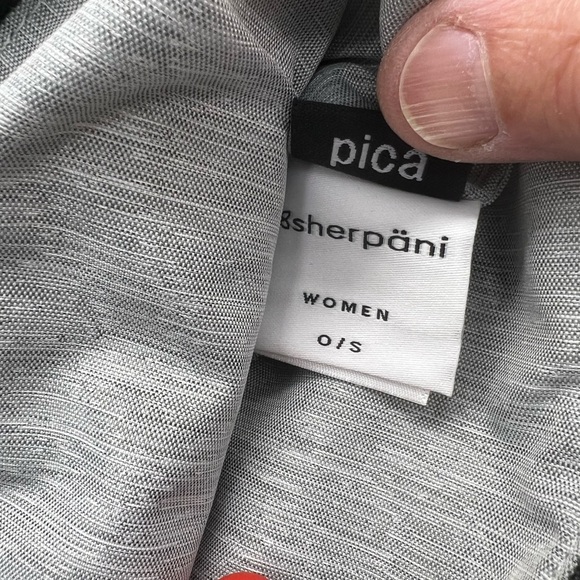 pica
sherpäni
WOMEN
O/S